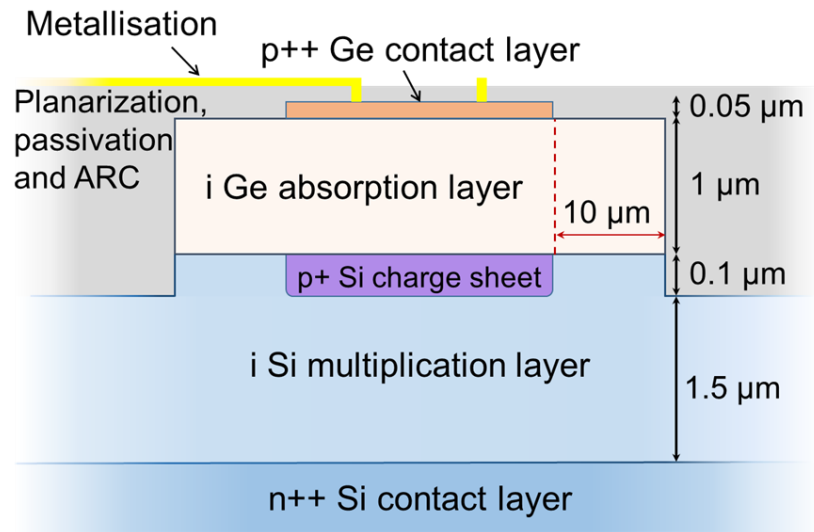 Metallisation
p++ Ge contact layer
Planarization,
passivation
and ARC
0.05 μm
i Ge absorption layer
1 μm
10 μm
p+ Si charge sheet
0.1 μm
i Si multiplication layer
1.5 μm
n++ Si contact layer